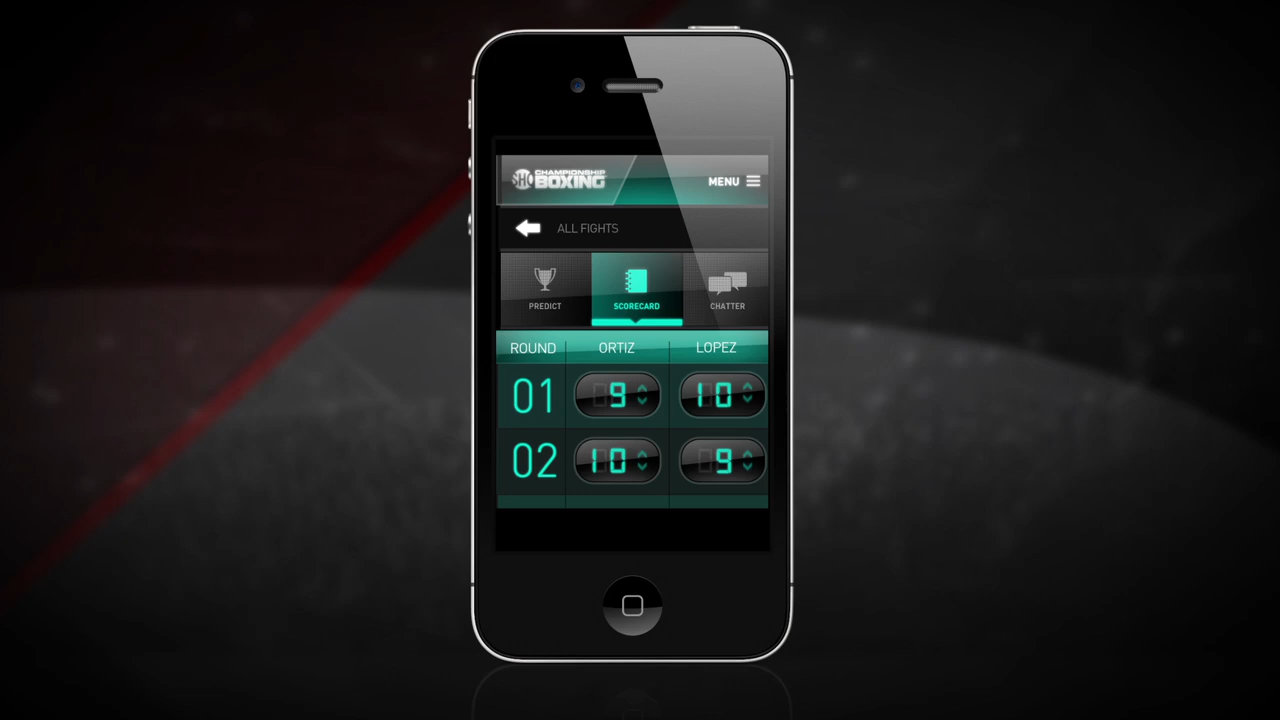 SHO CHAMPIONSHIP
BOXING
MENU
ALL FIGHTS
PREDICT SCORECARD CHATTER
ROUND ORTIZ LOPEZ
01 9 10
02 10 9